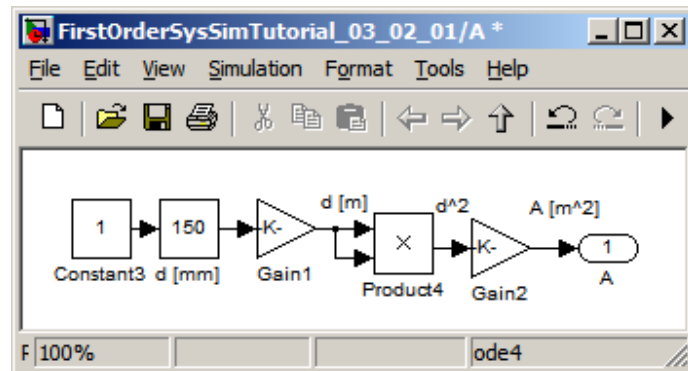 FirstOrderSysSimTutorial_03_02_01/A *
File Edit View Simulation Format Tools Help
d [m] d^2 A [m^2]
1 150 -K- × -K- 1
Constant3 d [mm] Gain1 Product4 Gain2 A
F 100% ode4